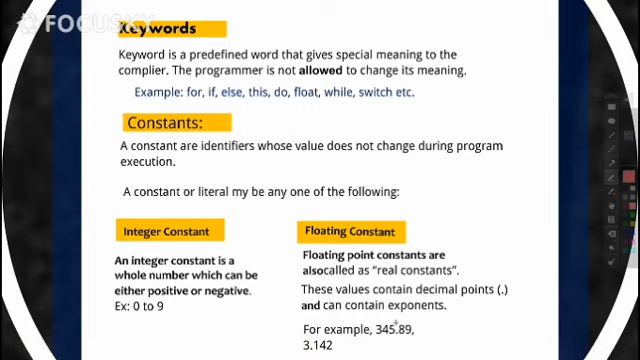 FOCUSKY
Keywords
Keyword is a predefined word that gives special meaning to the
complier. The programmer is not allowed to change its meaning.
Example: for, if, else, this, do, float, while, switch etc.
Constants:
A constant are identifiers whose value does not change during program
execution.
A constant or literal my be any one of the following:
Integer Constant
An integer constant is a
whole number which can be
either positive or negative.
Ex: 0 to 9
Floating Constant
Floating point constants are
alsocalled as “real constants”.
These values contain decimal points (.)
and can contain exponents.
For example, 345.89,
3.142